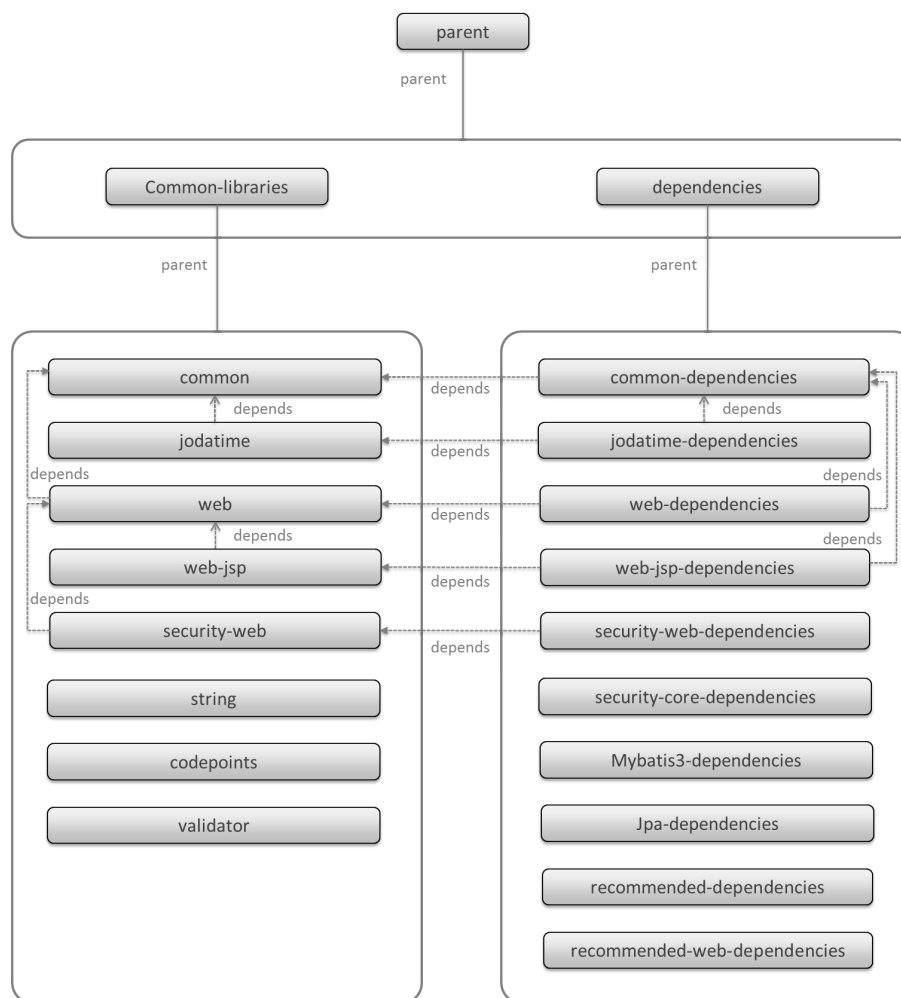 parent
parent
Common-libraries
dependencies
parent
parent
common
depends
common-dependencies
depends
depends
jodatime
depends
jodatime-dependencies
depends
depends
web
depends
web-dependencies
depends
depends
web-jsp
depends
web-jsp-dependencies
depends
security-web
depends
security-web-dependencies
string
security-core-dependencies
codepoints
Mybatis3-dependencies
validator
Jpa-dependencies
recommended-dependencies
recommended-web-dependencies